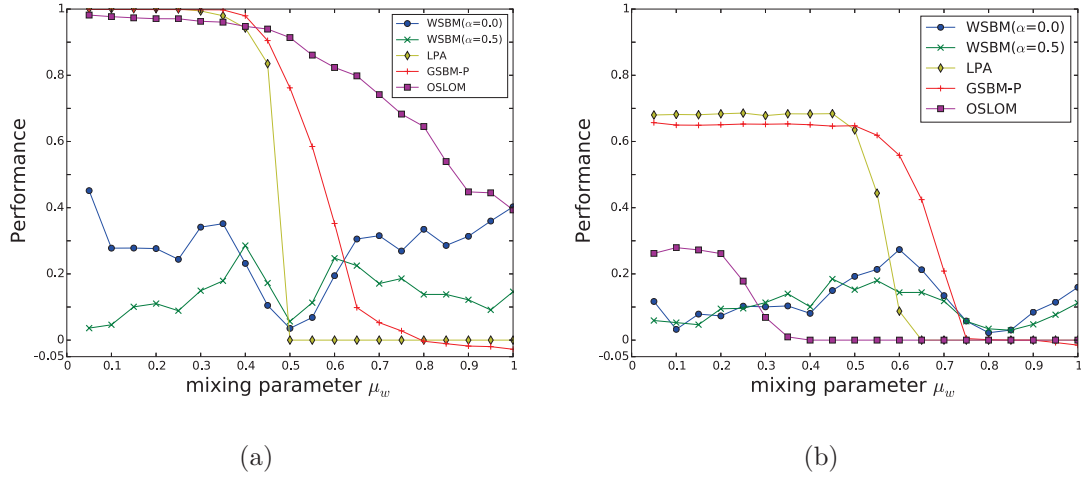 1
0.8
0.6
0.4
0.2
0
−0.05
Performance
0 0.1 0.2 0.3 0.4 0.5 0.6 0.7 0.8 0.9 1
mixing parameter μ_w
WSBM(α=0.0)
WSBM(α=0.5)
LPA
GSBM-P
OSLOM
(a)
1
0.8
0.6
0.4
0.2
0
−0.05
Performance
0 0.1 0.2 0.3 0.4 0.5 0.6 0.7 0.8 0.9 1
mixing parameter μ_w
WSBM(α=0.0)
WSBM(α=0.5)
LPA
GSBM-P
OSLOM
(b)